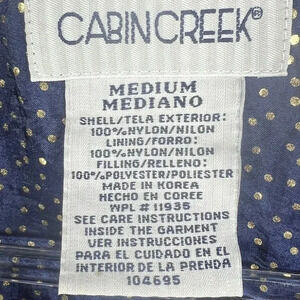 CABIN CREEK®
MEDIUM
MEDIANO
SHELL/TELA EXTERIOR:
100%NYLON/NILON
LINING/FORRO:
100%NYLON/NILON
FILLING/RELLENO:
100%POLYESTER/POLIESTER
MADE IN KOREA
HECHO EN COREE
WPL # 11935
SEE CARE INSTRUCTIONS
INSIDE THE GARMENT
VER INSTRUCCIONES
PARA EL CUIDADO EN EL
INTERIOR DE LA PRENDA
104695